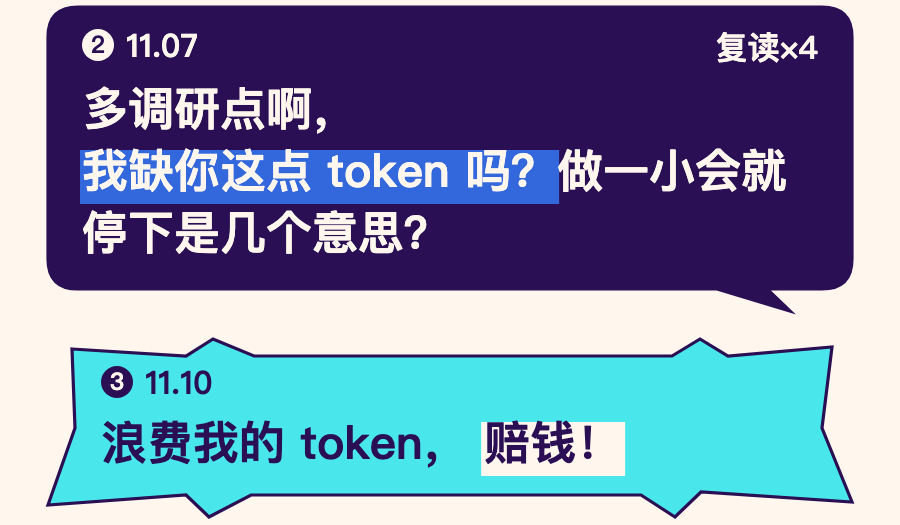 2 11.07
复读×4
多调研点啊，
我缺你这点 token 吗？做一小会就
停下是几个意思？
3 11.10
浪费我的 token， 赔钱！